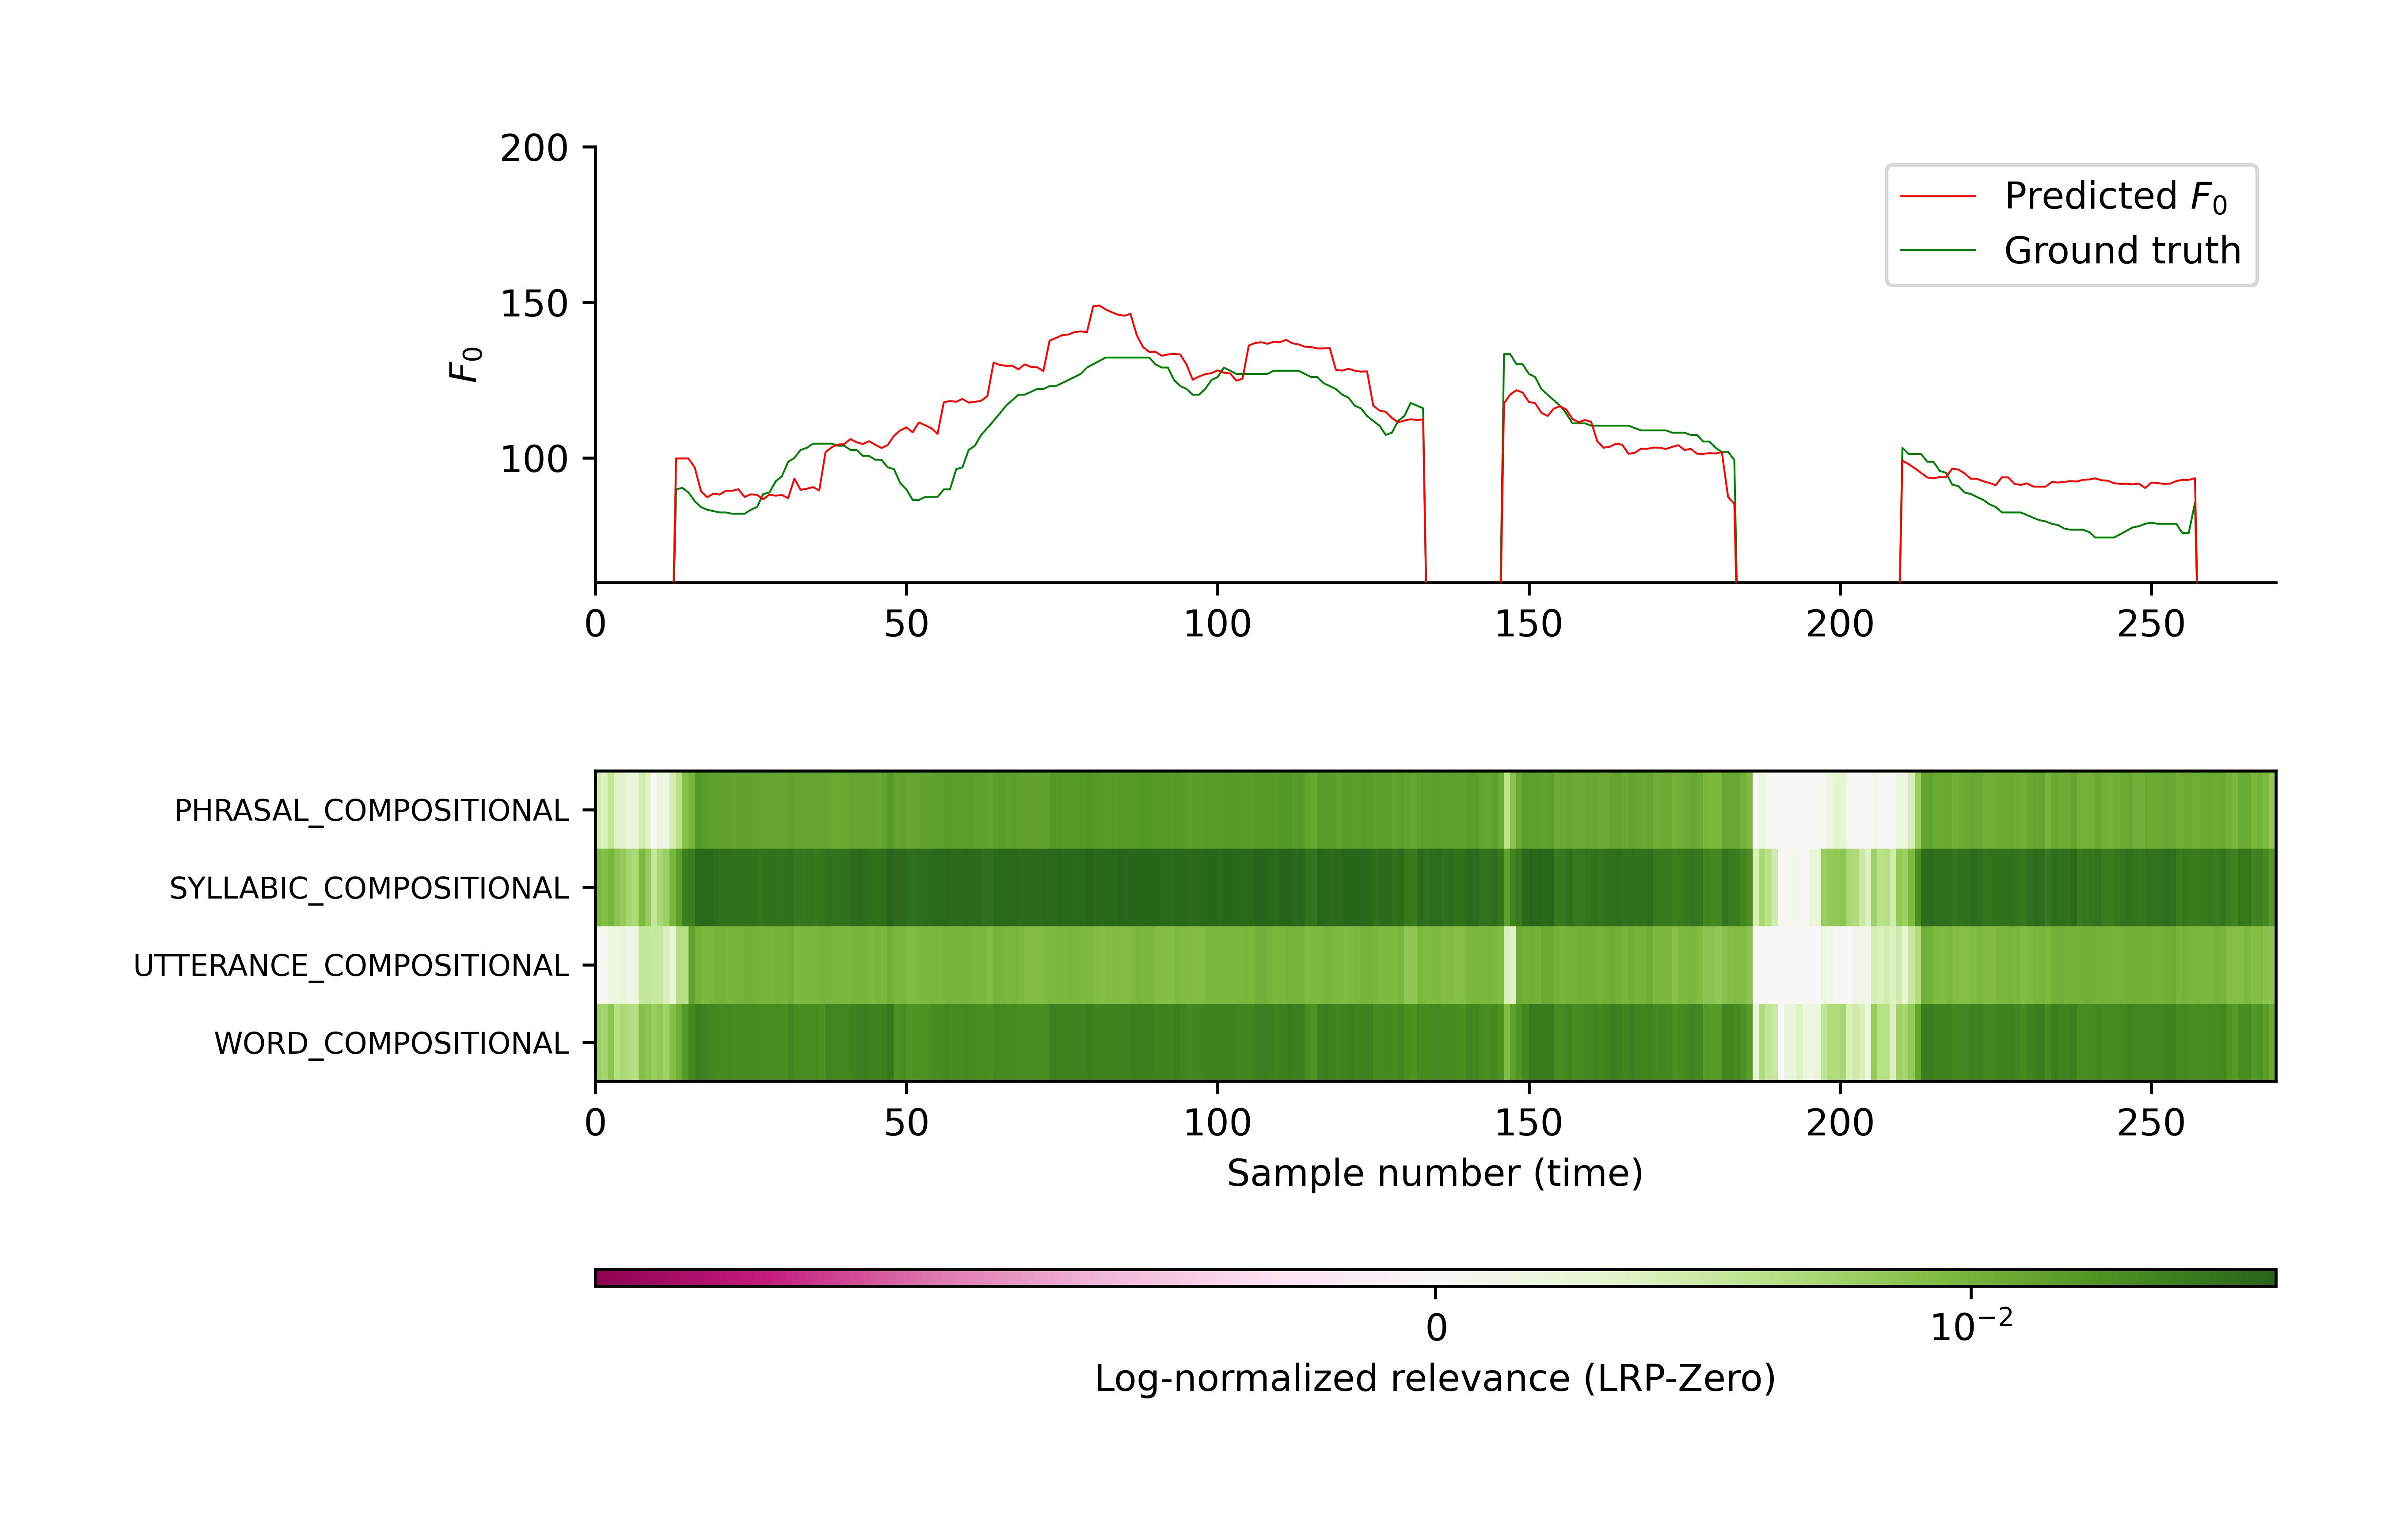 200
150
100
F0
Predicted F0
Ground truth
0 50 100 150 200 250
PHRASAL_COMPOSITIONAL
SYLLABIC_COMPOSITIONAL
UTTERANCE_COMPOSITIONAL
WORD_COMPOSITIONAL
0 50 100 150 200 250
Sample number (time)
0 10⁻²
Log-normalized relevance (LRP-Zero)